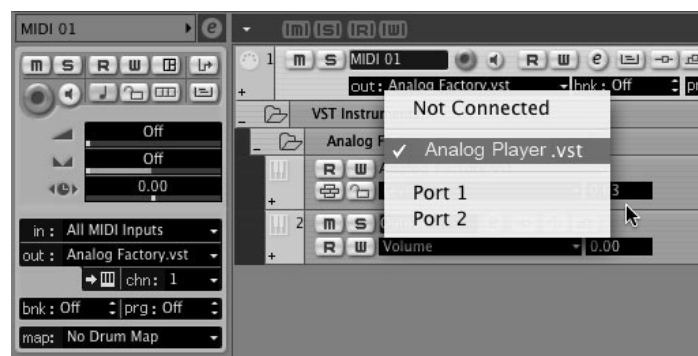 MIDI 01 e
m S R W
Off
Off
0.00
in : All MIDI Inputs
out : Analog Factory.vst
chn : 1
bnk : Off prg : Off
map: No Drum Map
m S R W
1 m S MIDI 01 R W e
out: Analog Factory.vst bnk: Off
VST Instru
Analog F
Not Connected
✓ Analog Player .vst
Port 1
Port 2
R W
3
2 m S
R W Volume 0.00